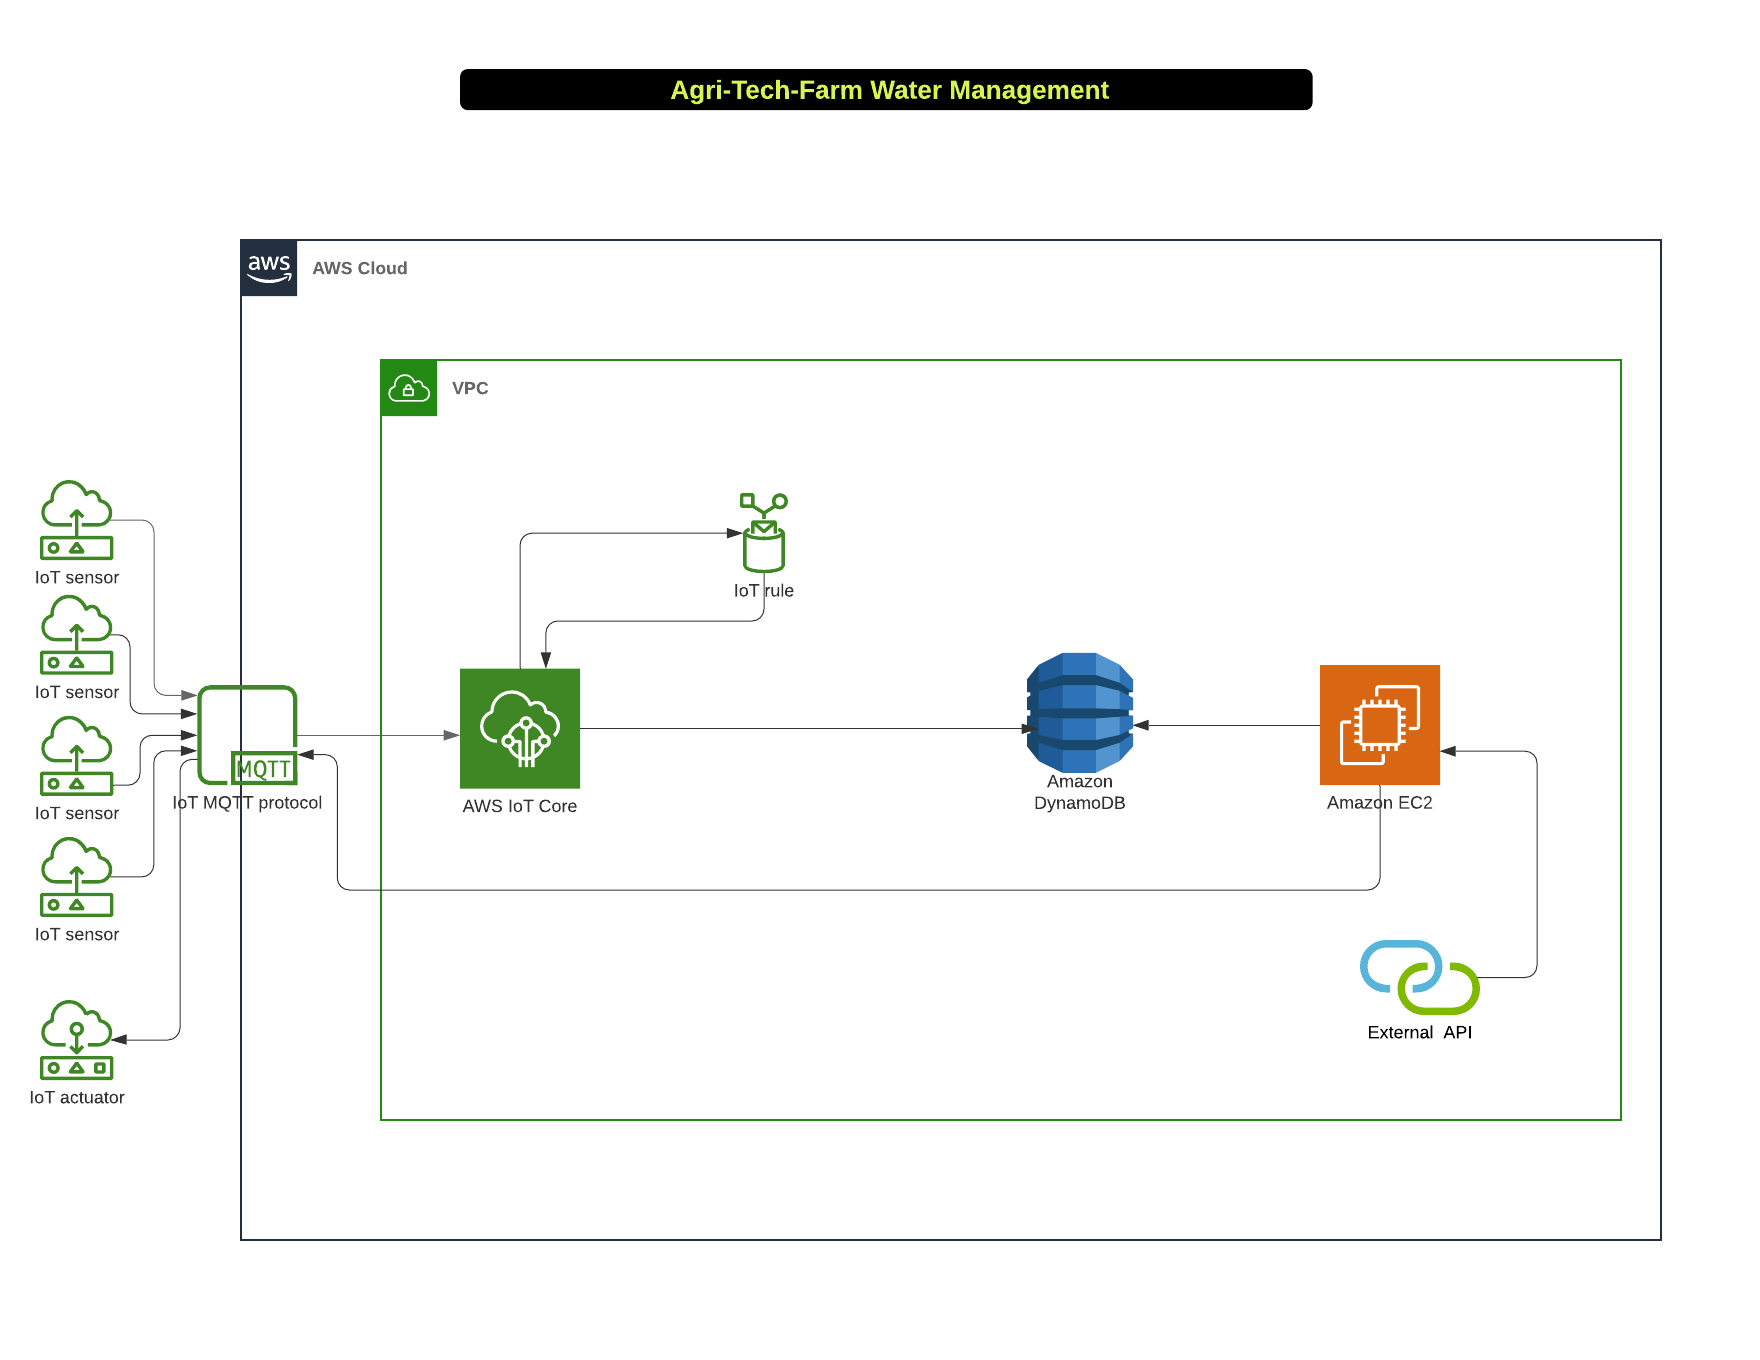 Agri-Tech-Farm Water Management
aws
AWS Cloud
VPC
IoT sensor
IoT rule
IoT sensor
MQTT
IoT MQTT protocol
AWS IoT Core
Amazon
DynamoDB
Amazon EC2
IoT sensor
IoT sensor
External API
IoT actuator